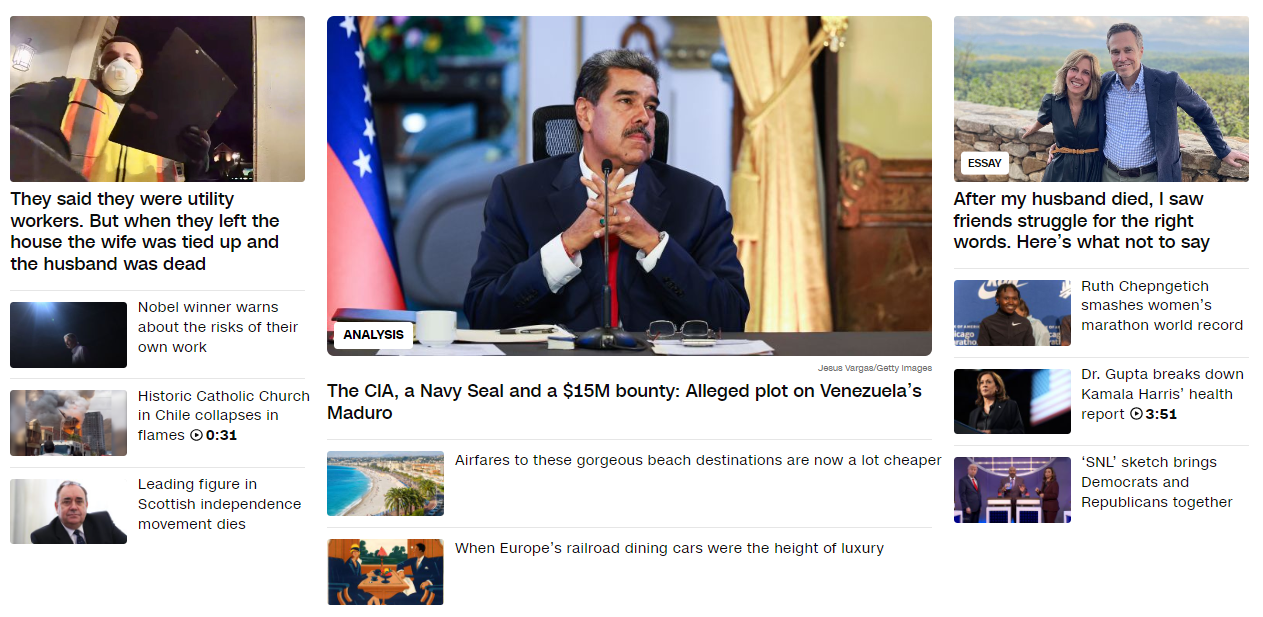 They said they were utility
workers. But when they left the
house the wife was tied up and
the husband was dead
Nobel winner warns
about the risks of their
own work
Historic Catholic Church
in Chile collapses in
flames 0:31
Leading figure in
Scottish independence
movement dies
ANALYSIS
Jesus Vargas/Getty Images
The CIA, a Navy Seal and a $15M bounty: Alleged plot on Venezuela’s
Maduro
Airfares to these gorgeous beach destinations are now a lot cheaper
When Europe’s railroad dining cars were the height of luxury
ESSAY
After my husband died, I saw
friends struggle for the right
words. Here’s what not to say
Ruth Chepngetich
smashes women’s
marathon world record
Dr. Gupta breaks down
Kamala Harris’ health
report 3:51
‘SNL’ sketch brings
Democrats and
Republicans together